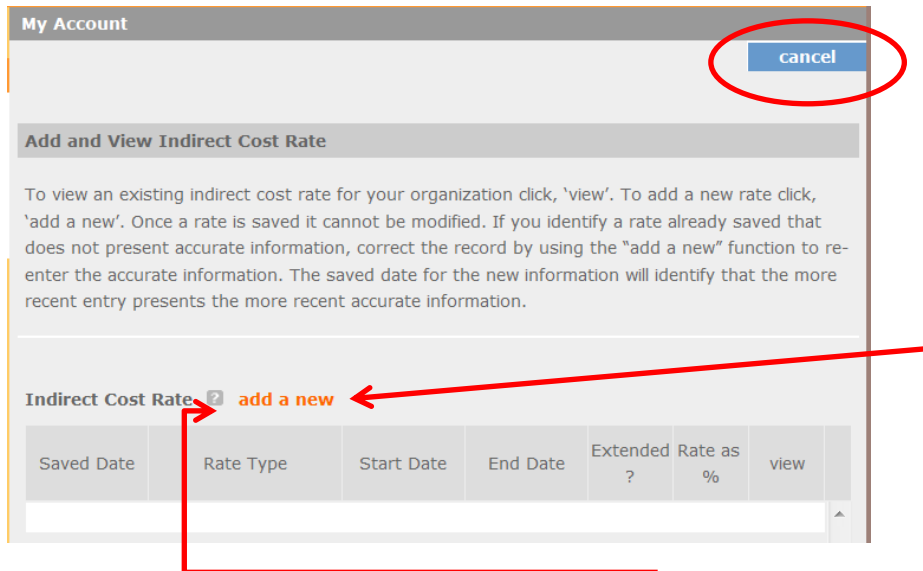 My Account
cancel
Add and View Indirect Cost Rate
To view an existing indirect cost rate for your organization click, ‘view’. To add a new rate click,
‘add a new’. Once a rate is saved it cannot be modified. If you identify a rate already saved that
does not present accurate information, correct the record by using the “add a new” function to re-
enter the accurate information. The saved date for the new information will identify that the more
recent entry presents the more recent accurate information.
Indirect Cost Rate ? add a new
Saved Date Rate Type Start Date End Date Extended ? Rate as % view